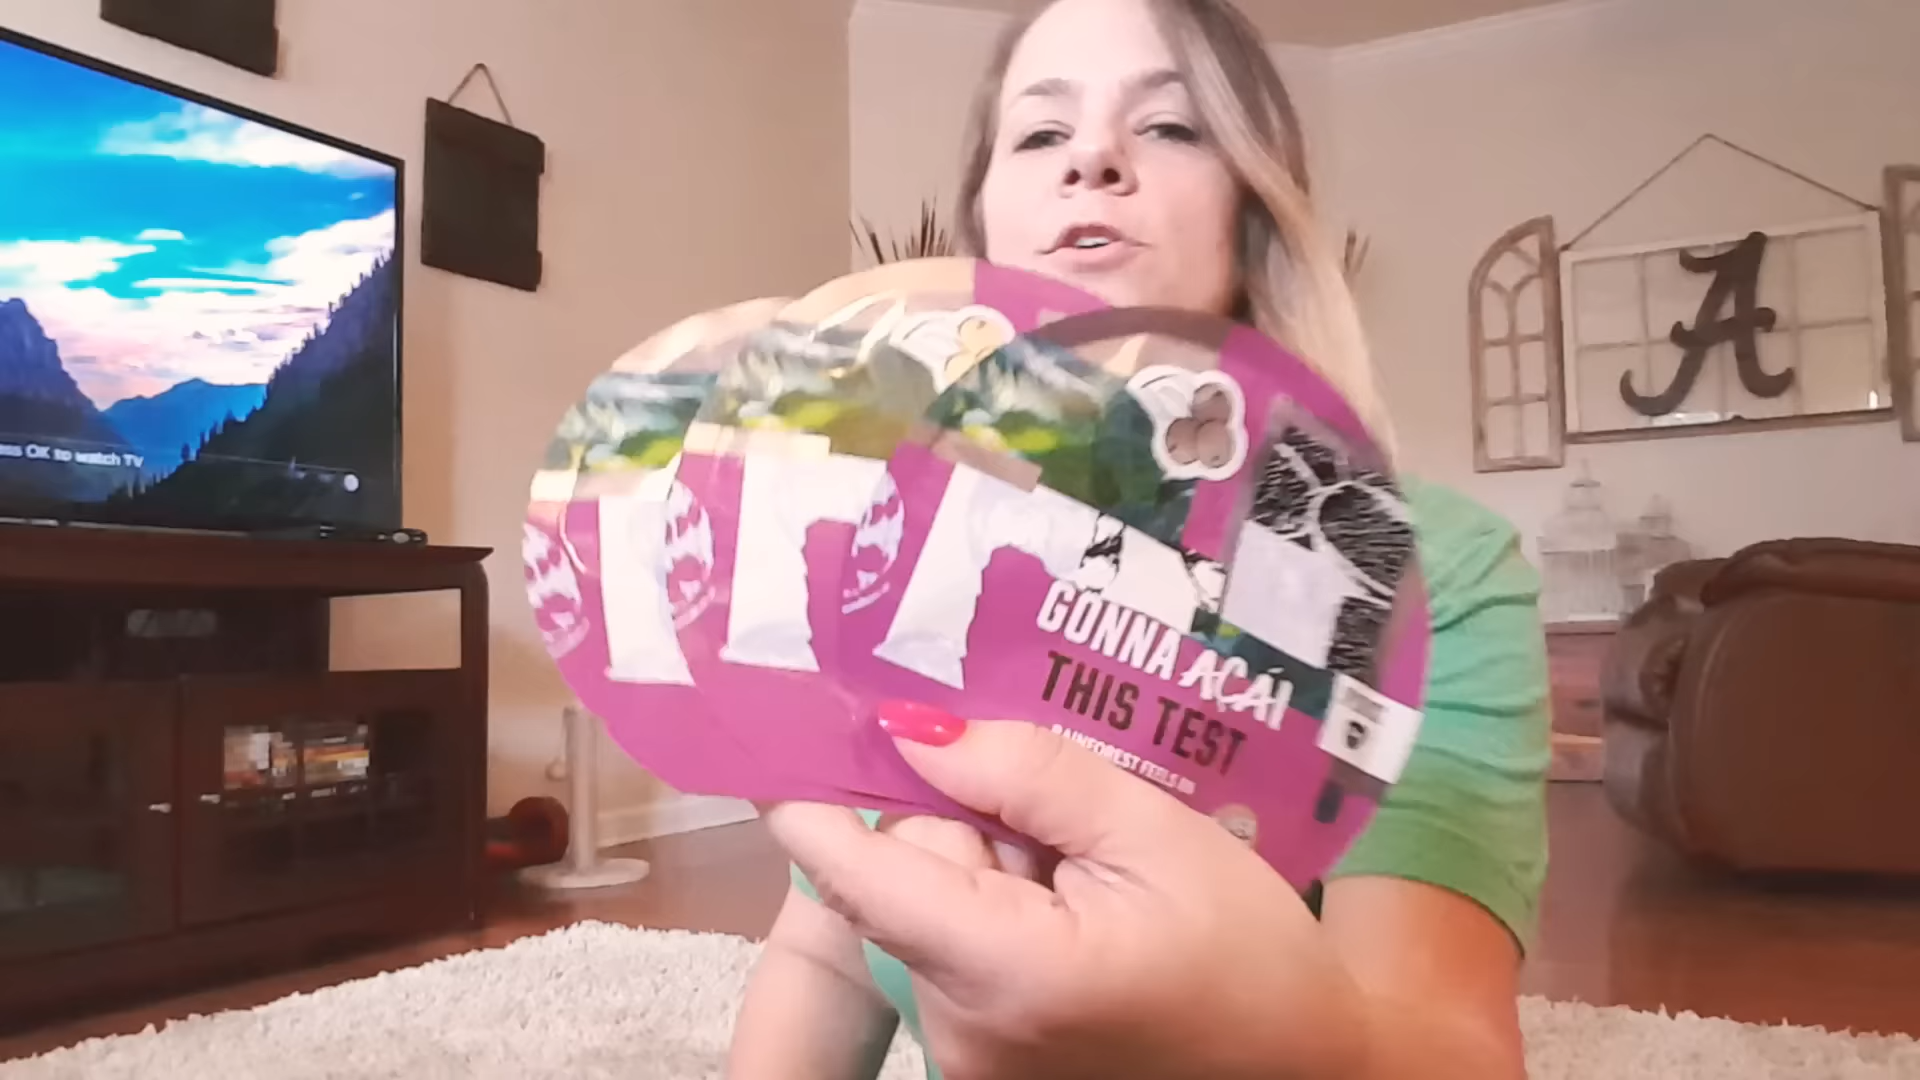 ess OK to watch TV
A
GONNA AÇAÍ
THIS TEST
RAINFOREST FEELS IN